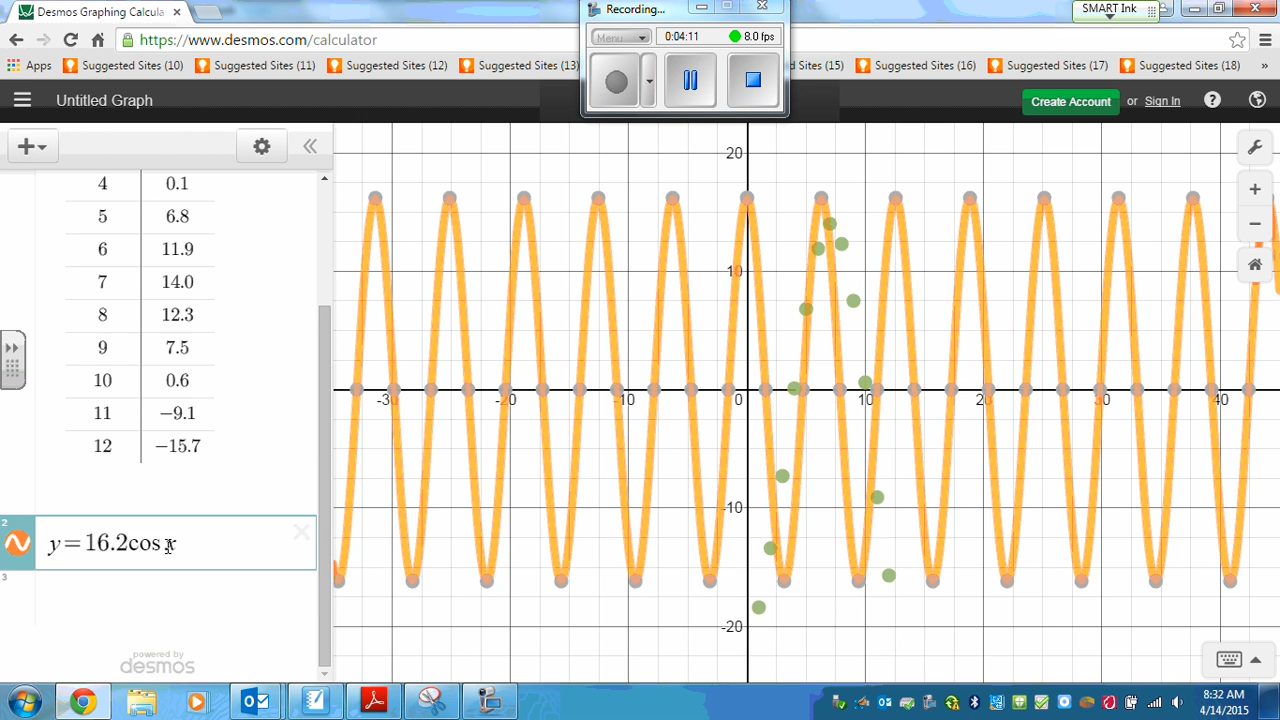 Desmos Graphing Calcula
Recording...
SMART Ink
https://www.desmos.com/calculator
Menu
0:04:11
8.0 fps
Apps
Suggested Sites (10)
Suggested Sites (11)
Suggested Sites (12)
Suggested Sites (13)
Suggested Sites (16)
Suggested Sites (17)
Suggested Sites (18)
»
Untitled Graph
Create Account or Sign In
4 0.1
5 6.8
6 11.9
7 14.0
8 12.3
9 7.5
10 0.6
11 −9.1
12 −15.7
2
y=16.2cos x
3
powered by
desmos
20
10
-30 -20 -10 0 10 20 30 40
-10
-20
8:32 AM
4/14/2015